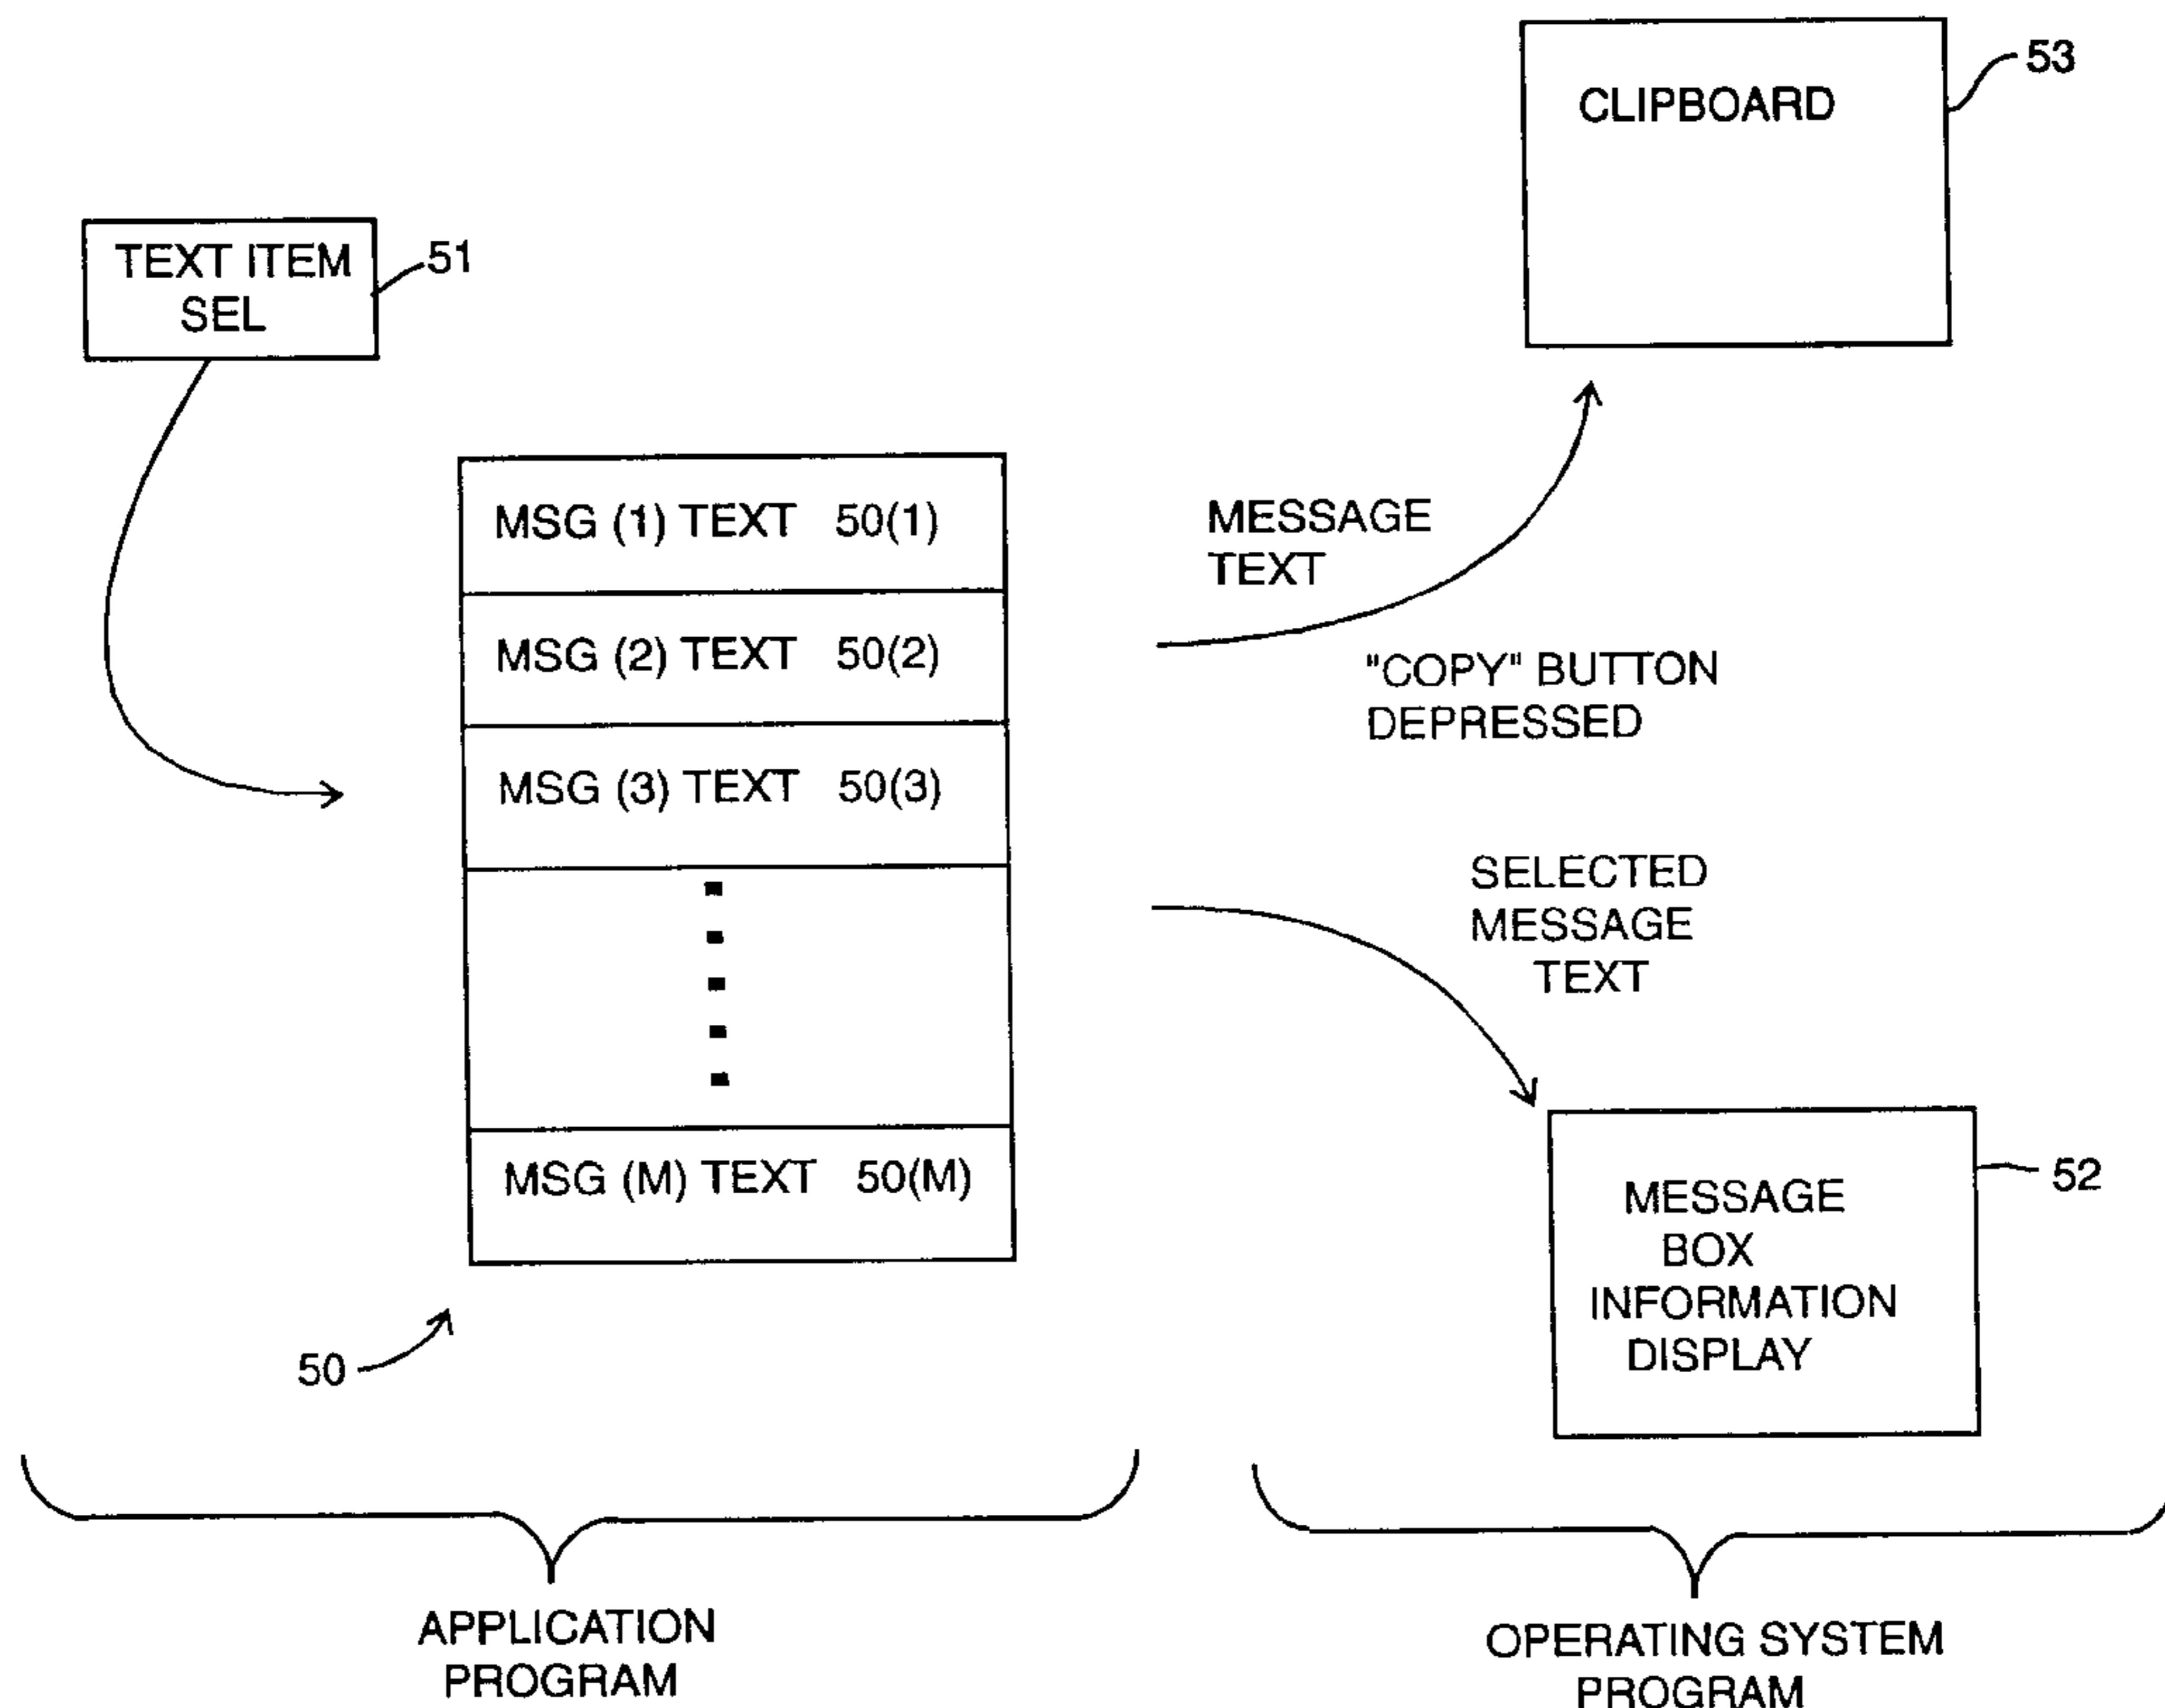 CLIPBOARD
53
TEXT ITEM
SEL
51
MSG (1) TEXT 50(1)
MSG (2) TEXT 50(2)
MSG (3) TEXT 50(3)
MSG (M) TEXT 50(M)
50
MESSAGE
TEXT
"COPY" BUTTON
DEPRESSED
SELECTED
MESSAGE
TEXT
MESSAGE
BOX
INFORMATION
DISPLAY
52
APPLICATION
PROGRAM
OPERATING SYSTEM
PROGRAM